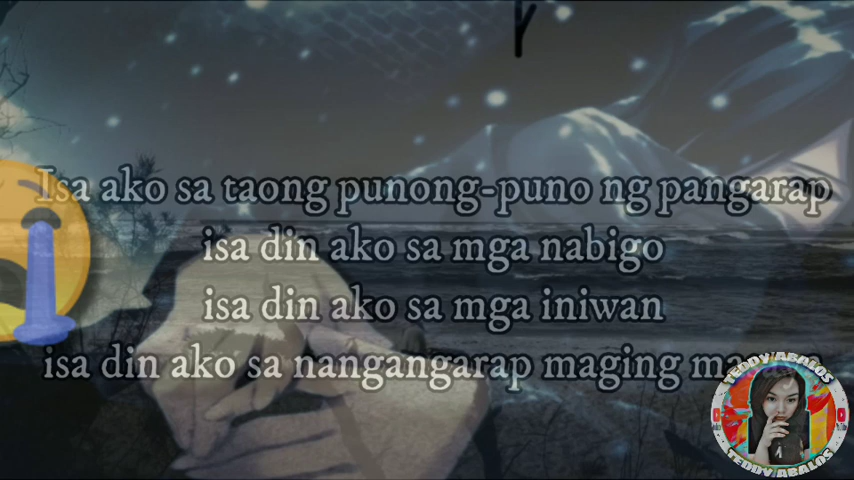 Isa ako sa taong punong-puno ng pangarap
isa din ako sa mga nabigo
isa din ako sa mga iniwan
isa din ako sa nangangarap maging
TEDDY ABALOS
TEDDY ABALOS